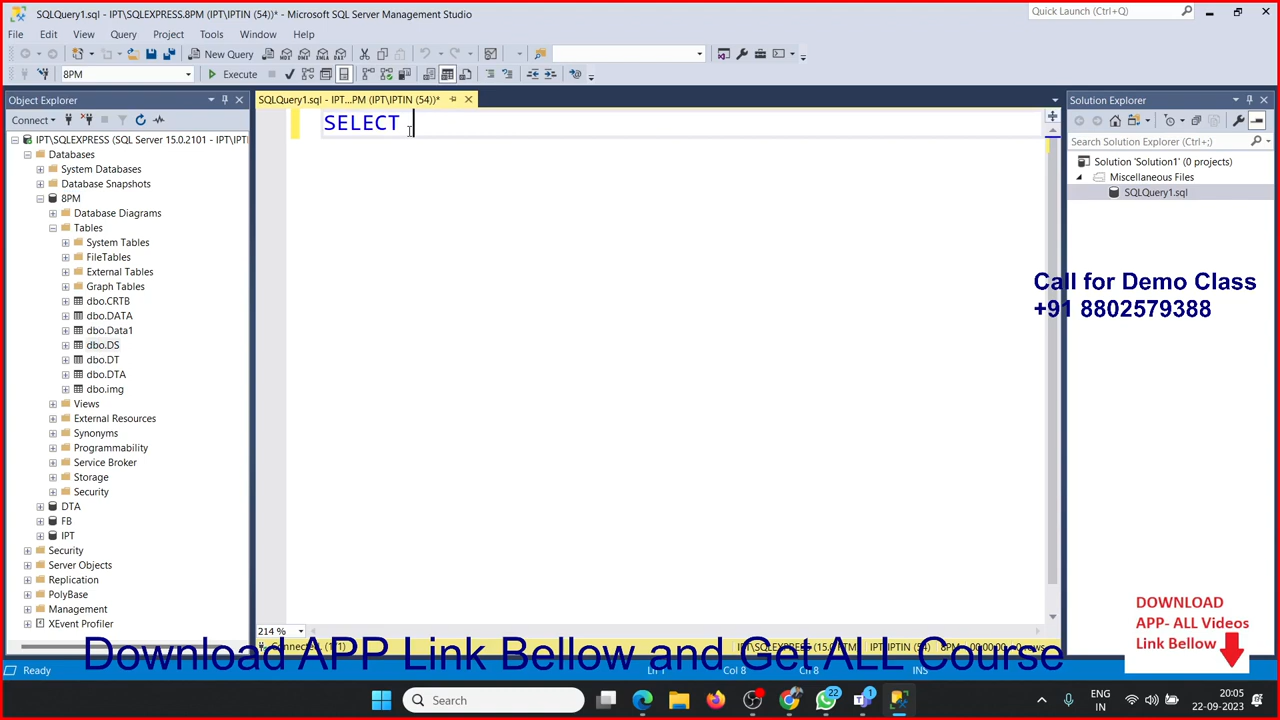 SQLQuery1.sql - IPT\SQLEXPRESS.8PM (IPT\IPTIN (54))* - Microsoft SQL Server Management Studio
Quick Launch (Ctrl+Q)
File Edit View Query Project Tools Window Help
New Query
8PM
Execute
Object Explorer
SQLQuery1.sql - IPT...PM (IPT\IPTIN (54))*
Solution Explorer
Connect
SELECT
Search Solution Explorer (Ctrl+;)
IPT\SQLEXPRESS (SQL Server 15.0.2101 - IPT\IPTI
Databases
System Databases
Database Snapshots
8PM
Database Diagrams
Tables
System Tables
FileTables
External Tables
Graph Tables
dbo.CRTB
dbo.DATA
dbo.Data1
dbo.DS
dbo.DT
dbo.DTA
dbo.img
Views
External Resources
Synonyms
Programmability
Service Broker
Storage
Security
DTA
FB
IPT
Security
Server Objects
Replication
PolyBase
Management
XEvent Profiler
Solution 'Solution1' (0 projects)
Miscellaneous Files
SQLQuery1.sql
Call for Demo Class
+91 8802579388
DOWNLOAD
APP- ALL Videos
Link Bellow
214 %
Download APP Link Bellow and Get ALL Course
Ready
Col 8
INS
Search
22
1
ENG
IN
20:05
22-09-2023